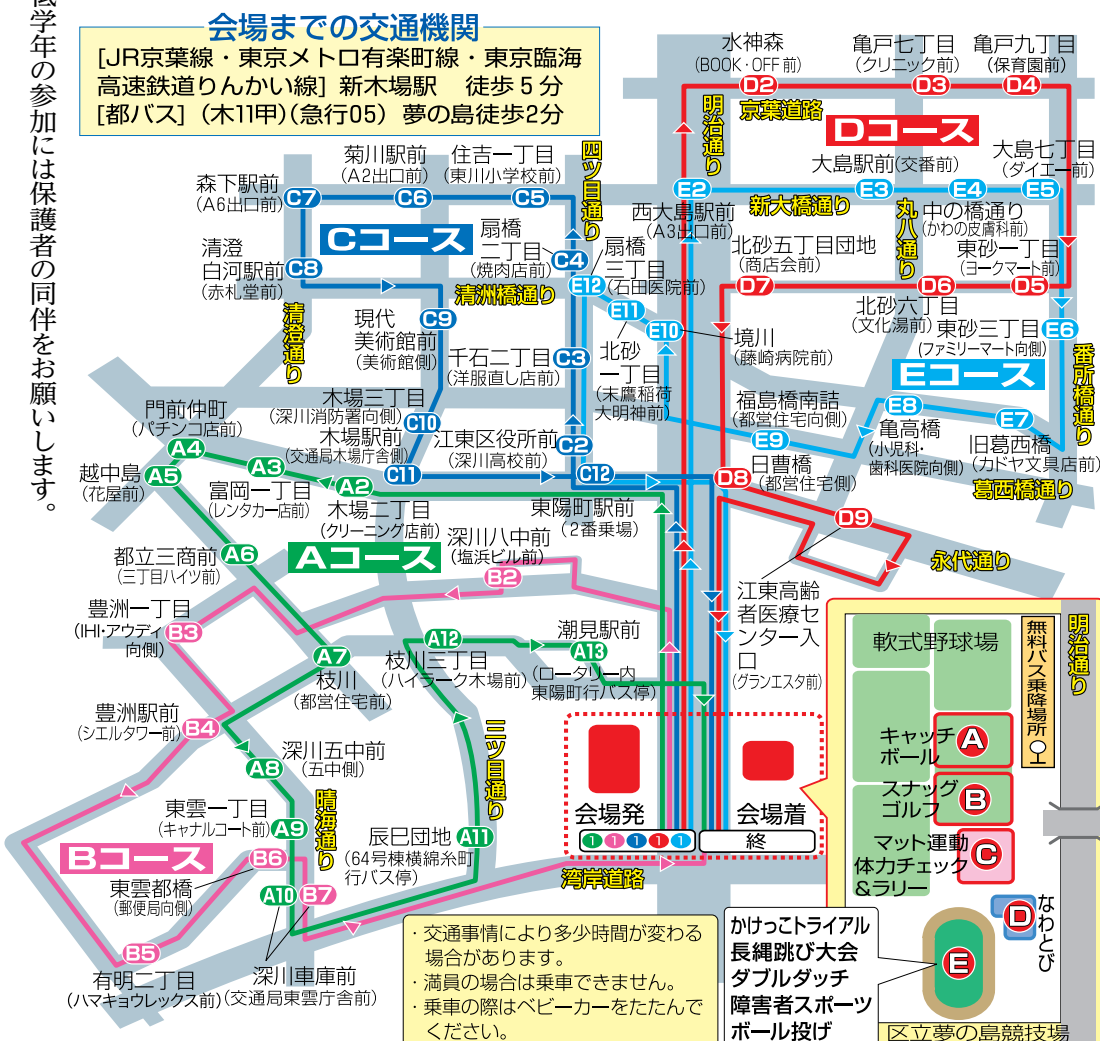 低学年の参加には保護者の同伴をお願いします。
会場までの交通機関
[JR京葉線・東京メトロ有楽町線・東京臨海
高速鉄道りんかい線] 新木場駅　徒歩5分
[都バス] (木11甲)(急行05) 夢の島徒歩2分
水神森
(BOOK・OFF前)
D2
亀戸七丁目
(クリニック前)
D3
亀戸九丁目
(保育園前)
D4
明治通り
京葉道路
Dコース
四ツ目通り
菊川駅前
(A2出口前)
C6
住吉一丁目
(東川小学校前)
C5
森下駅前
(A6出口前)
C7
大島駅前(交番前)
E3
大島七丁目
(ダイエー前)
E5
E2
西大島駅前
(A3出口前)
新大橋通り
丸八通り
E4
中の橋通り
(かわの皮膚科前)
Cコース
扇橋
二丁目
(焼肉店前)
C4
清澄
白河駅前
(赤札堂前)
C8
清洲橋通り
扇橋
三丁目
(石田医院前)
E12
北砂五丁目団地
(商店会前)
D7
東砂一丁目
(ヨークマート前)
D5
D6
北砂六丁目
(文化湯前)
清澄通り
C9
現代
美術館前
(美術館側)
E11
北砂
一丁目
(末鷹稲荷
大明神前)
E10
境川
(藤崎病院前)
東砂三丁目
(ファミリーマート向側)
E6
番所橋通り
千石二丁目
(洋服直し店前)
C3
Eコース
木場三丁目
(深川消防署向側)
C10
門前仲町
(パチンコ店前)
A4
木場駅前
(交通局木場庁舎側)
C11
江東区役所前
(深川高校前)
C2
福島橋南詰
(都営住宅向側)
E9
E8
亀高橋
(小児科・
歯科医院向側)
E7
旧葛西橋
(カドヤ文具店前)
葛西橋通り
越中島
(花屋前)
A5
A3
富岡一丁目
(レンタカー店前)
A2
木場二丁目
(クリーニング店前)
C12
東陽町駅前
(2番乗場)
D8
日曹橋
(都営住宅側)
D9
永代通り
Aコース
深川八中前
(塩浜ビル前)
B2
都立三商前
(三丁目ハイツ前)
A6
江東高齢
者医療セ
ンター入
口
(グランエスタ前)
豊洲一丁目
(IHI・アウディ
向側)
B3
A7
枝川
(都営住宅前)
A12
枝川三丁目
(ハイラーク木場前)
潮見駅前
A13
(ロータリー内
東陽町行バス停)
豊洲駅前
(シエルタワー前)
B4
深川五中前
(五中側)
A8
三ツ目通り
東雲一丁目
(キャナルコート前)
A9
晴海通り
辰巳団地
(64号棟横錦糸町
行バス停)
A11
Bコース
B6
東雲都橋
(郵便局向側)
A10
B7
深川車庫前
(交通局東雲庁舎前)
B5
有明二丁目
(ハマキョウレックス前)
湾岸道路
会場発
1 1 1 1 1
会場着
終
・交通事情により多少時間が変わる
場合があります。
・満員の場合は乗車できません。
・乗車の際はベビーカーをたたんで
ください。
軟式野球場
無料バス乗降場所
明治通り
キャッチ
ボール
A
スナッグ
ゴルフ
B
マット運動
体力チェック
&ラリー
C
D
なわとび
E
かけっこトライアル
長縄跳び大会
ダブルダッチ
障害者スポーツ
ボール投げ
区立夢の島競技場